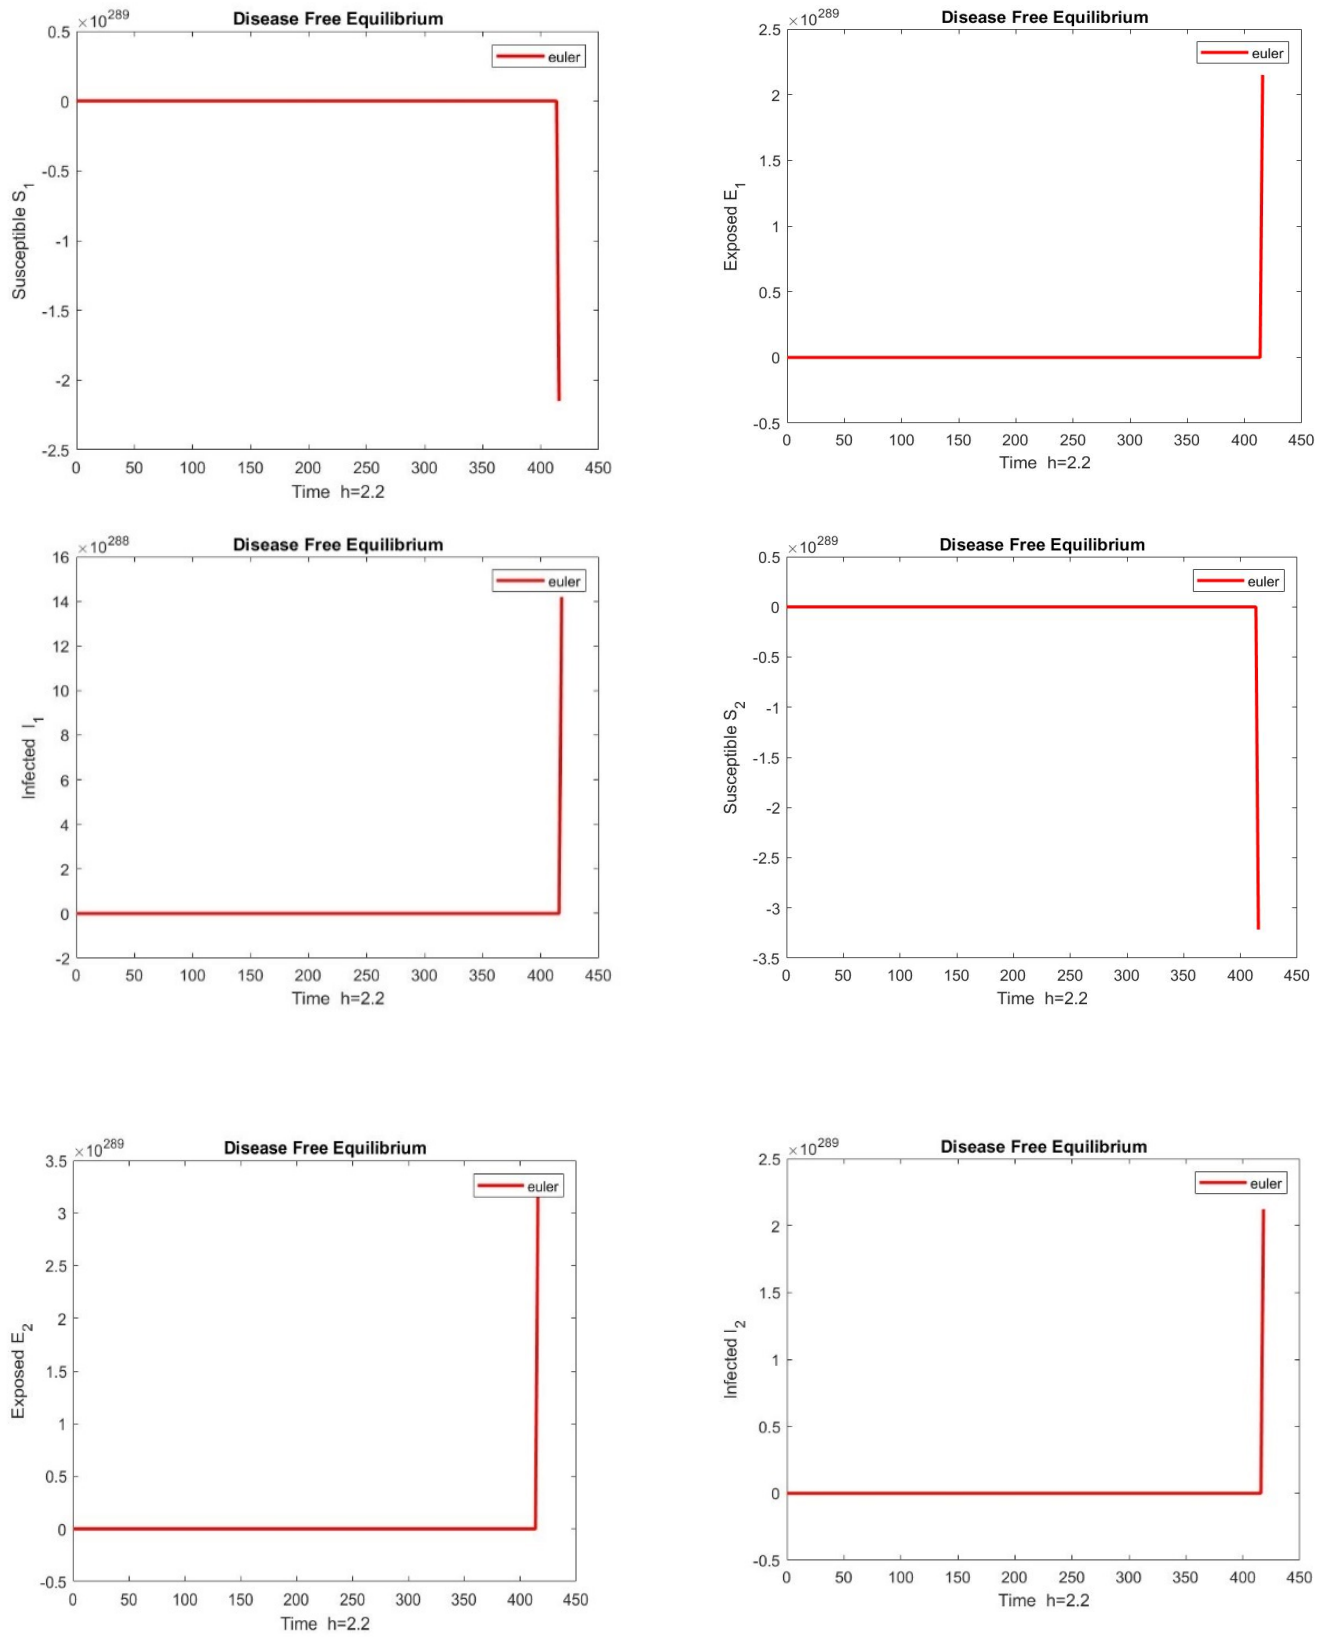 ×10^289 Disease Free Equilibrium
euler
0.5
0
-0.5
-1
-1.5
-2
-2.5
Susceptible S_1
0 50 100 150 200 250 300 350 400 450
Time h=2.2
×10^289 Disease Free Equilibrium
euler
2.5
2
1.5
1
0.5
0
-0.5
Exposed E_1
0 50 100 150 200 250 300 350 400 450
Time h=2.2
×10^288 Disease Free Equilibrium
euler
16
14
12
10
8
6
4
2
0
-2
Infected I_1
0 50 100 150 200 250 300 350 400 450
Time h=2.2
×10^289 Disease Free Equilibrium
euler
0.5
0
-0.5
-1
-1.5
-2
-2.5
-3
-3.5
Susceptible S_2
0 50 100 150 200 250 300 350 400 450
Time h=2.2
×10^289 Disease Free Equilibrium
euler
3.5
3
2.5
2
1.5
1
0.5
0
-0.5
Exposed E_2
0 50 100 150 200 250 300 350 400 450
Time h=2.2
×10^289 Disease Free Equilibrium
euler
2.5
2
1.5
1
0.5
0
-0.5
Infected I_2
0 50 100 150 200 250 300 350 400 450
Time h=2.2